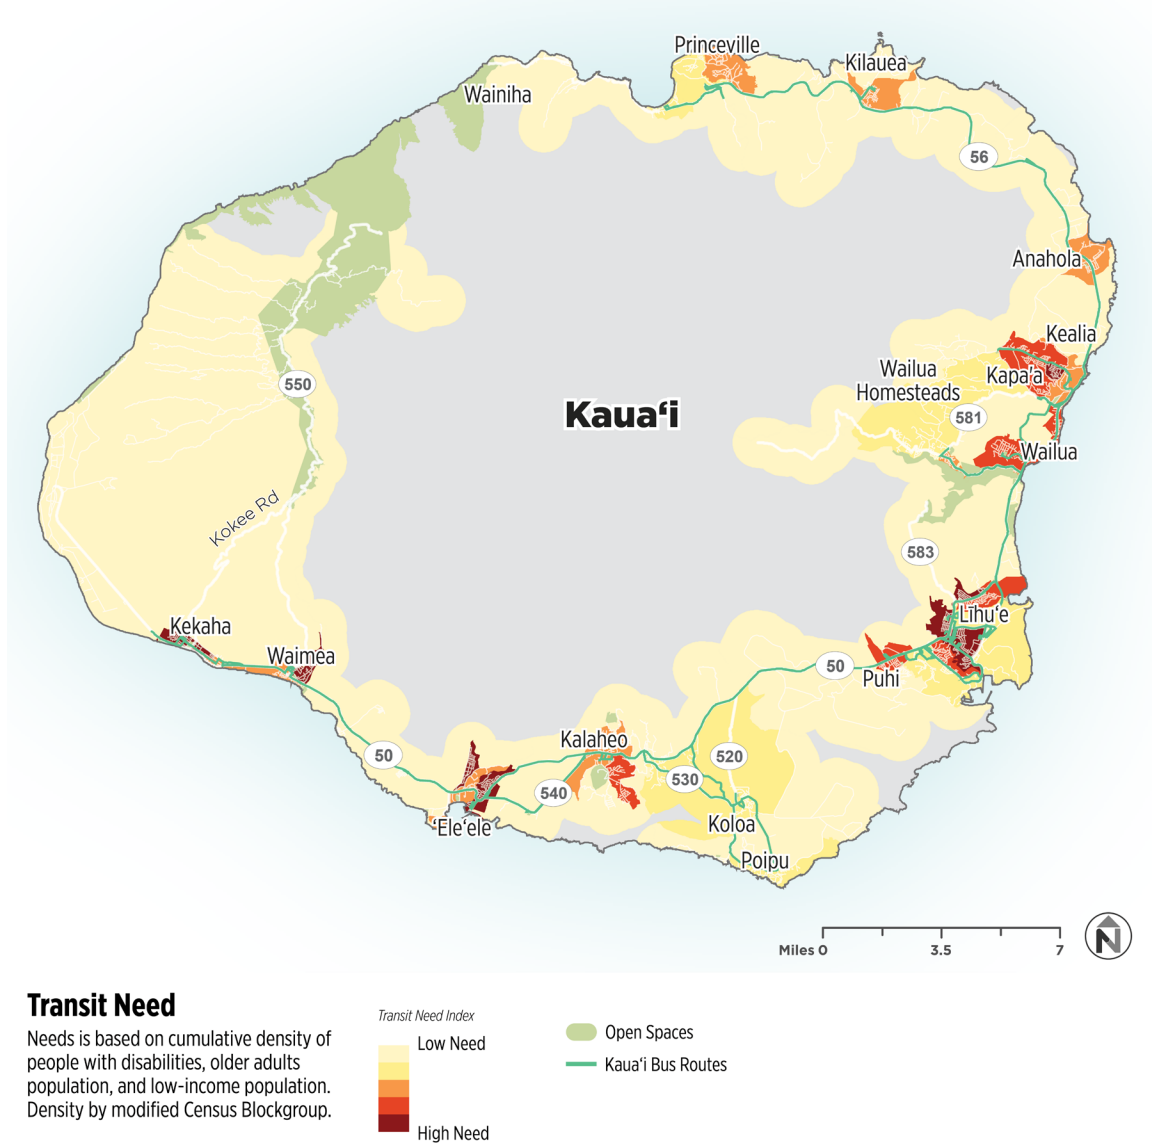 Princeville
Kilauea
Wainiha
56
Anahola
Kealia
Wailua
Homesteads
Kapa'a
550
Kaua‘i
581
Wailua
Kokee Rd
583
Kekaha
Līhu‘e
Waimea
50
Puhi
Kalaheo
50
520
530
540
‘Ele‘ele
Koloa
Poipu
Miles 0
3.5
7
N
Transit Need
Needs is based on cumulative density of
people with disabilities, older adults
population, and low-income population.
Density by modified Census Blockgroup.
Transit Need Index
Low Need
High Need
Open Spaces
Kaua‘i Bus Routes